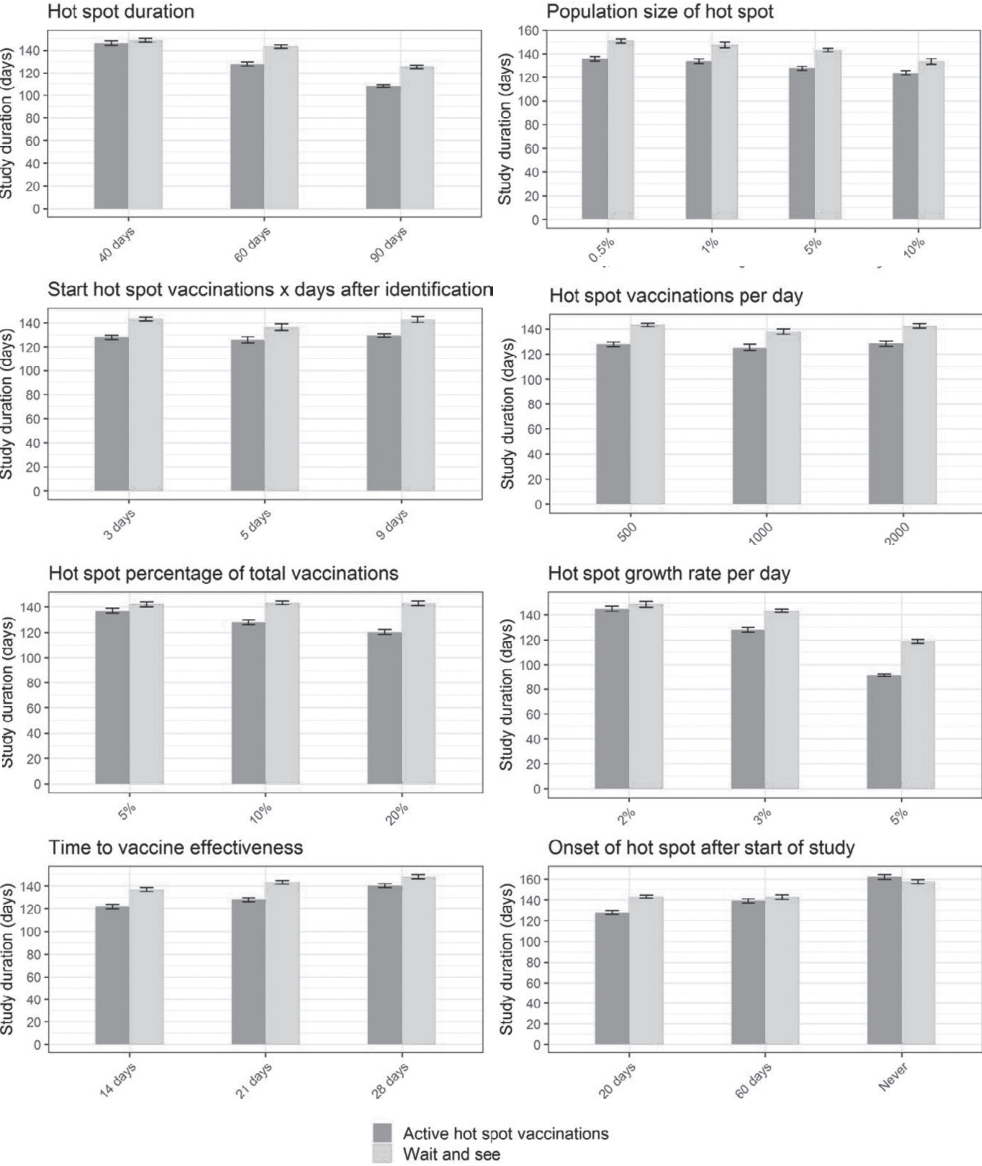 Hot spot duration
Study duration (days)
140
120
100
80
60
40
20
0
40 days
60 days
90 days
Population size of hot spot
Study duration (days)
160
140
120
100
80
60
40
20
0
0.5%
1%
5%
10%
Start hot spot vaccinations x days after identification
Study duration (days)
140
120
100
80
60
40
20
0
3 days
5 days
9 days
Hot spot vaccinations per day
Study duration (days)
140
120
100
80
60
40
20
0
500
1000
2000
Hot spot percentage of total vaccinations
Study duration (days)
140
120
100
80
60
40
20
0
5%
10%
20%
Hot spot growth rate per day
Study duration (days)
140
120
100
80
60
40
20
0
2%
3%
5%
Time to vaccine effectiveness
Study duration (days)
140
120
100
80
60
40
20
0
14 days
21 days
28 days
Onset of hot spot after start of study
Study duration (days)
160
140
120
100
80
60
40
20
0
20 days
60 days
Never
Active hot spot vaccinations
Wait and see